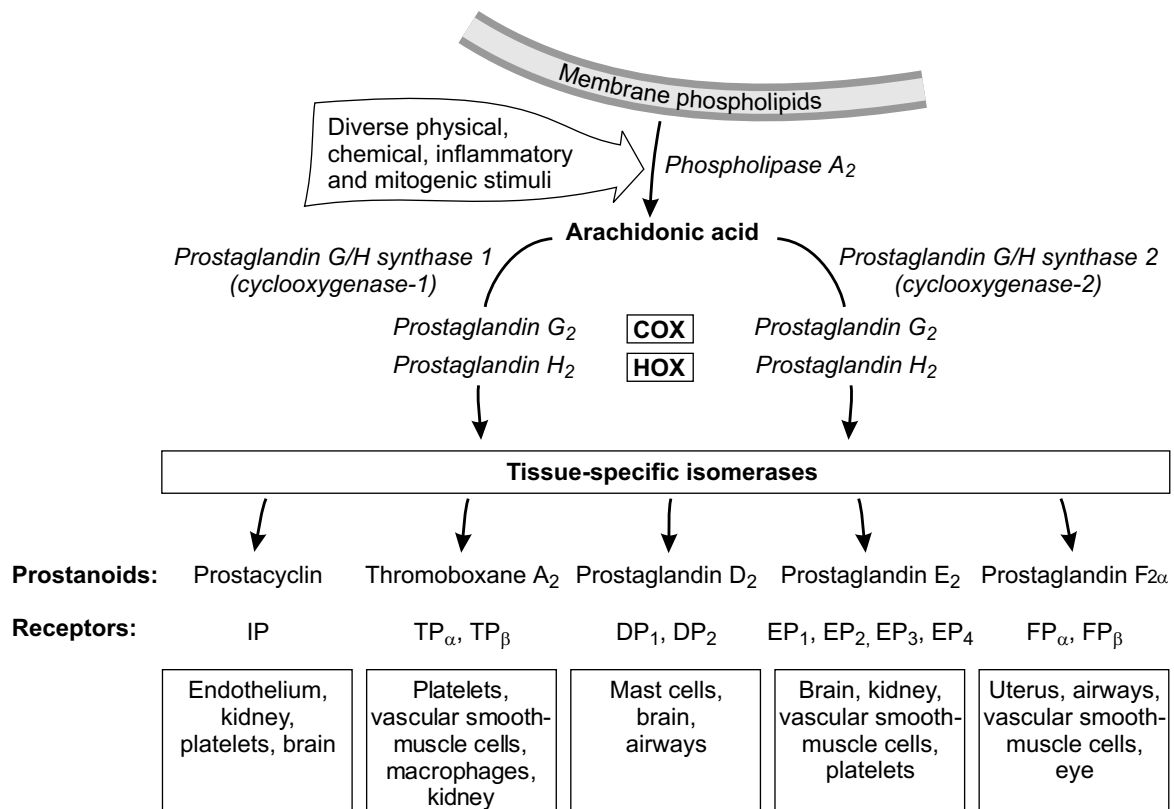 Membrane phospholipids
Diverse physical,
chemical, inflammatory
and mitogenic stimuli
Phospholipase A2
Arachidonic acid
Prostaglandin G/H synthase 1
(cyclooxygenase-1)
Prostaglandin G/H synthase 2
(cyclooxygenase-2)
Prostaglandin G2 COX Prostaglandin G2
Prostaglandin H2 HOX Prostaglandin H2
Tissue-specific isomerases
Prostanoids: Prostacyclin Thromoboxane A2 Prostaglandin D2 Prostaglandin E2 Prostaglandin F2α
Receptors: IP TPα, TPβ DP1, DP2 EP1, EP2, EP3, EP4 FPα, FPβ
Endothelium,
kidney,
platelets, brain
Platelets,
vascular smooth-
muscle cells,
macrophages,
kidney
Mast cells,
brain,
airways
Brain, kidney,
vascular smooth-
muscle cells,
platelets
Uterus, airways,
vascular smooth-
muscle cells,
eye